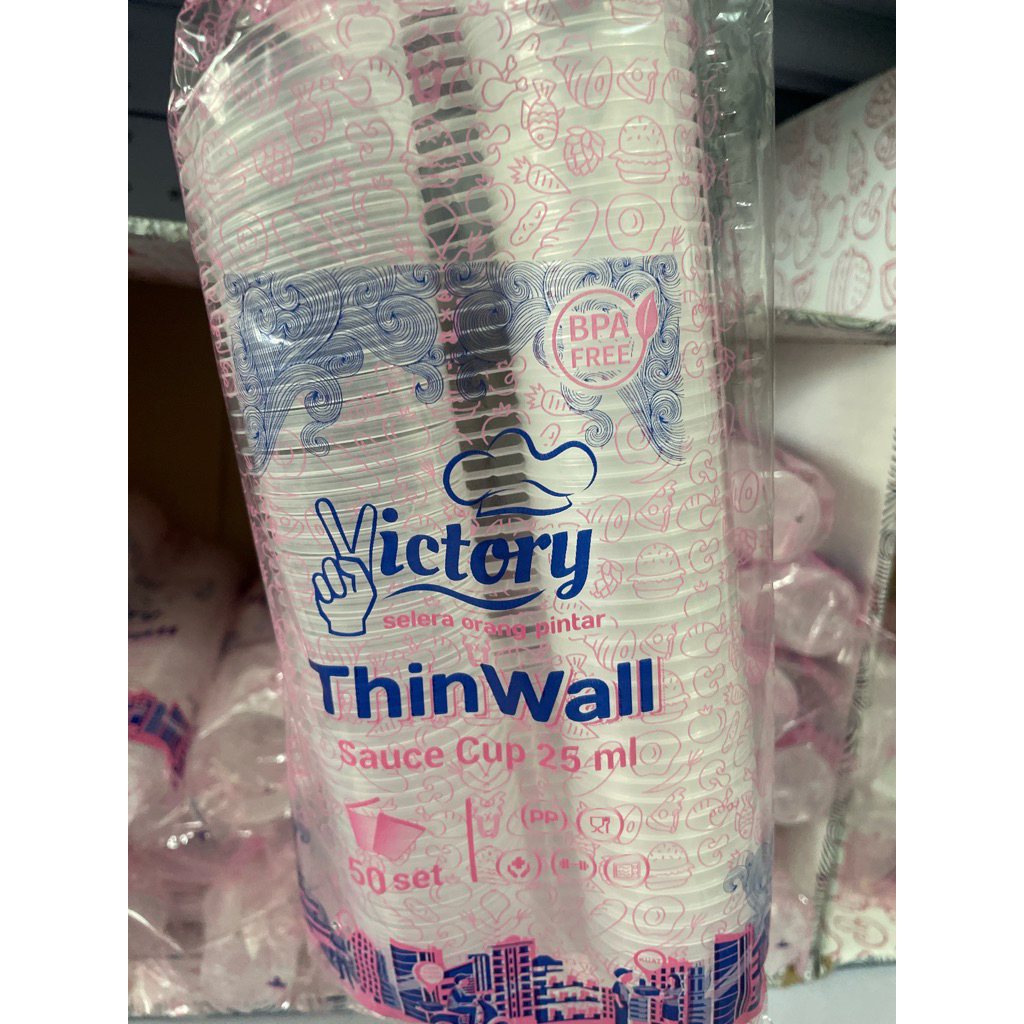 BPA
FREE
Victory
selera orang pintar
ThinWall
Sauce Cup 25 ml
50 set
PP